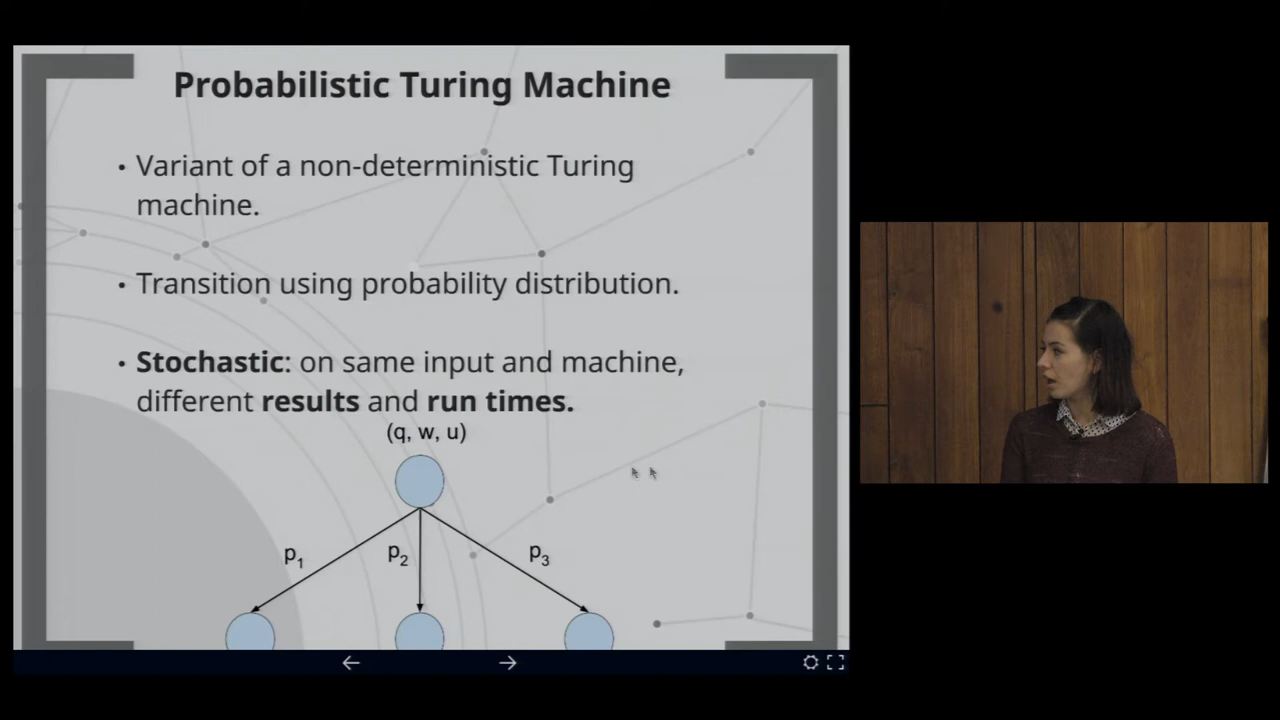 Probabilistic Turing Machine
• Variant of a non-deterministic Turing
machine.
• Transition using probability distribution.
• Stochastic: on same input and machine,
different results and run times.
(q, w, u)
p1 p2 p3